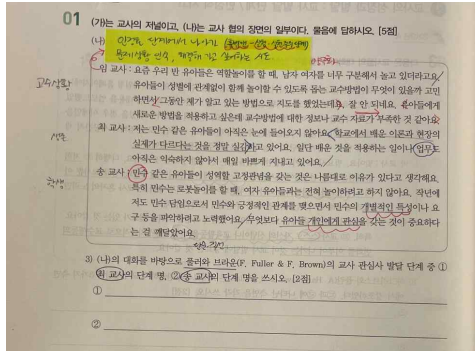 01 (가)는 교사의 저널이고, (나)는 교사 협의 장면의 일부이다. 물음에 답하시오. [5점]
(나)
임 교사 : 요즘 우리 반 유아들은 역할놀이를 할 때, 남자 여자를 너무 구분해서 놀고 있더라고요.
유아들이 성별에 관계없이 함께 놀이할 수 있도록 돕는 교수방법이 무엇이 있을까 고민
하면서 그동안 제가 알고 있는 방법으로 지도를 했었는데 잘 안 되네요. 유아들에게
새로운 방법을 적용하고 싶은데 교수방법에 대한 정보나 교수 자료가 부족한 것 같아요.
최 교사 : 저는 민수 같은 유아들이 아직은 눈에 들어오지 않아요. 학교에서 배운 이론과 현장의
실제가 다르다는 것을 정말 실감하고 있어요. 일단 배운 것을 적용하는 일이나 업무도
아직은 익숙하지 않아서 매일 바쁘게 지내고 있어요.
송 교사 : 민수 같은 유아들이 성역할 고정관념을 갖는 것은 나름대로 이유가 있다고 생각해요.
특히 민수는 로봇놀이를 할 때, 여자 유아들과는 전혀 놀이하려고 하지 않아요. 작년에
저도 민수 담임으로서 민수와 긍정적인 관계를 맺으면서 민수의 개별적인 특성이나 요
구 등을 파악하려고 노력했어요. 무엇보다 유아들 개인에게 관심을 갖는 것이 중요하다
는 걸 깨달았어요.
3) (나)의 대화를 바탕으로 풀러와 브라운(F. Fuller & F. Brown)의 교사 관심사 발달 단계 중 ①
최 교사의 단계 명, ② 송 교사의 단계 명을 쓰시오. [2점]
①
②